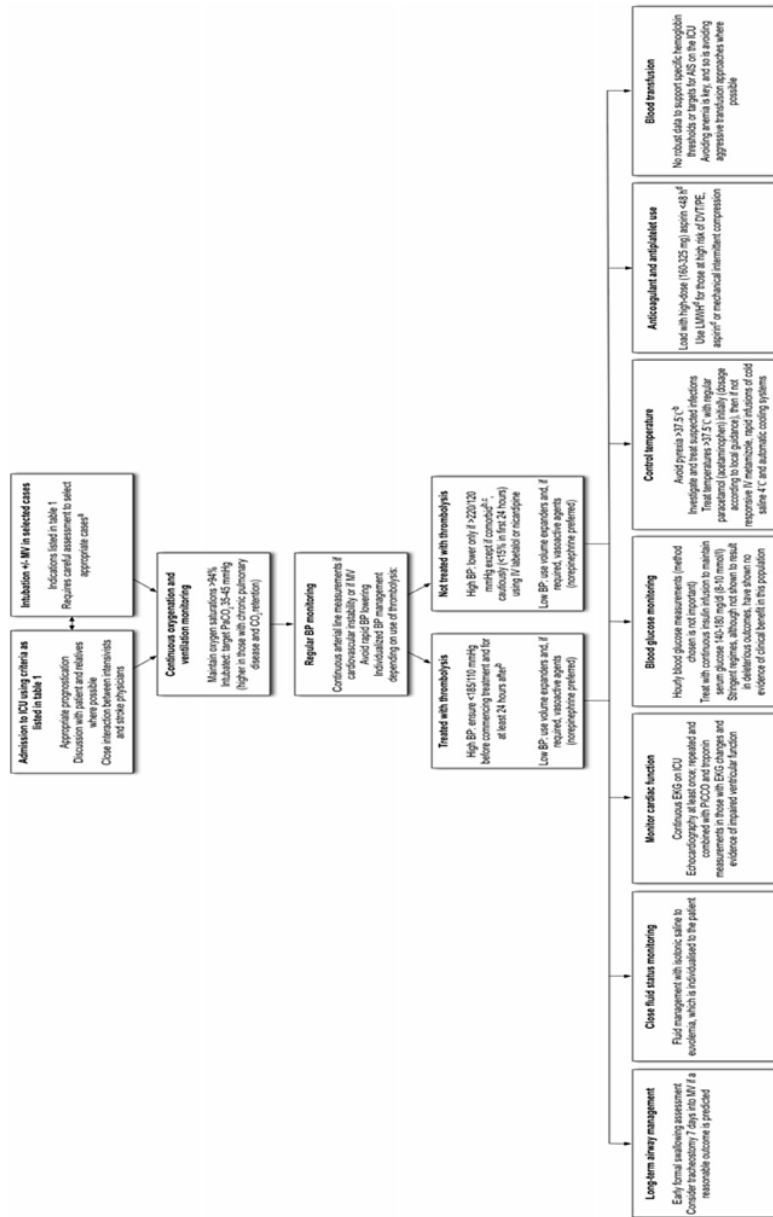 Admission to ICU using criteria as
listed in table 1
Appropriate prognostication
Discussion with patient and relatives
where possible
Close interaction between intensivists
and stroke physicians
Intubation +/- MV in selected cases
Indications listed in table 1
Requires careful assessment to select
appropriate casesᵃ
Continuous oxygenation and
ventilation monitoring
Maintain oxygen saturations >94%
Intubated: target PaCO₂ 35-45 mmHg
(higher in those with chronic pulmonary
disease and CO₂ retention)
Regular BP monitoring
Continuous arterial line measurements if
cardiovascular instability or if MV
Avoid rapid BP lowering
Individualized BP management
depending on use of thrombolysis:
Treated with thrombolysis
High BP: ensure <185/110 mmHg
before commencing treatment and for
at least 24 hours afterᵇ
Low BP: use volume expanders and, if
required, vasoactive agents
(norepinephrine preferred)
Not treated with thrombolysis
High BP: lower only if >220/120
mmHg except if comorbidᵇ,ᶜ,
cautiously (<15% in first 24 hours)
using IV labetalol or nicardipine
Low BP: use volume expanders and, if
required, vasoactive agents
(norepinephrine preferred)
Long-term airway management
Early formal swallowing assessment
Consider tracheostomy 7 days into MV if a
reasonable outcome is predicted
Close fluid status monitoring
Fluid management with isotonic saline to
euvolemia, which is individualised to the patient
Monitor cardiac function
Continuous EKG on ICU
Echocardiography at least once; repeated and
combined with PiCCO and troponin
measurements in those with EKG changes and
evidence of impaired ventricular function
Blood glucose monitoring
Hourly blood glucose measurements (method
chosen is not important)
Treat with continuous insulin infusion to maintain
serum glucose 140-180 mg/dl (8-10 mmol/l)
Stringent regimes, although not shown to result
in deleterious outcomes, have shown no
evidence of clinical benefit in this population
Control temperature
Avoid pyrexia >37.5℃ᵇ
Investigate and treat suspected infections
Treat temperatures >37.5℃ with regular
paracetamol (acetaminophen) initially (dosage
according to local guidance), then if not
responsive IV metamizole, rapid infusions of cold
saline 4℃ and automatic cooling systems
Anticoagulant and antiplatelet use
Load with high-dose (160-325 mg) aspirin <48 hᵈ
Use LMWHᵈ for those at high risk of DVT/PE,
aspirinᵈ or mechanical intermittent compression
Blood transfusion
No robust data to support specific hemoglobin
thresholds or targets for AIS on the ICU
Avoiding anemia is key, and so is avoiding
aggressive transfusion approaches where
possible